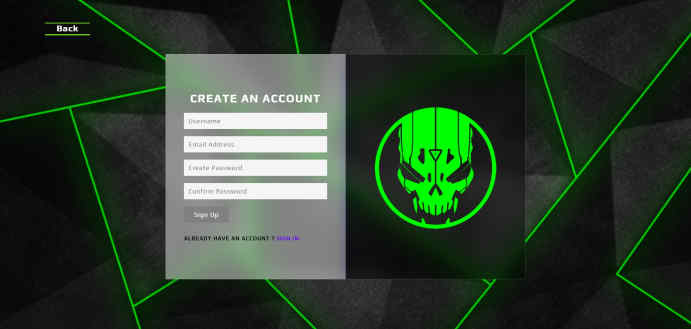 Back
CREATE AN ACCOUNT
Username
Email Address
Create Password
Confirm Password
Sign Up
ALREADY HAVE AN ACCOUNT ? SIGN IN